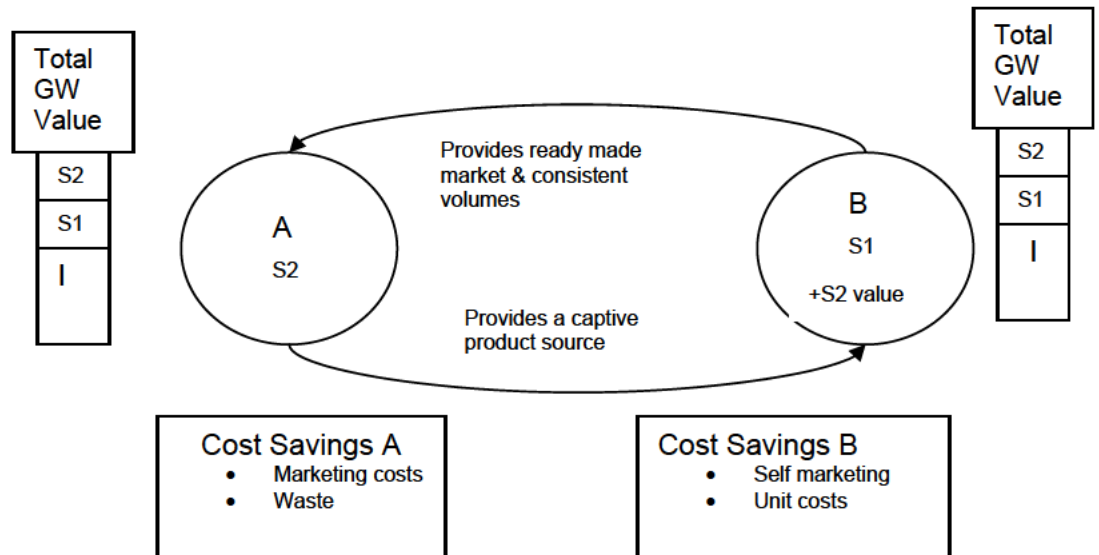 Total
GW
Value
S2
S1
I
A
S2
Provides ready made
market & consistent
volumes
Provides a captive
product source
B
S1
+S2 value
Total
GW
Value
S2
S1
I
Cost Savings A
• Marketing costs
• Waste
Cost Savings B
• Self marketing
• Unit costs